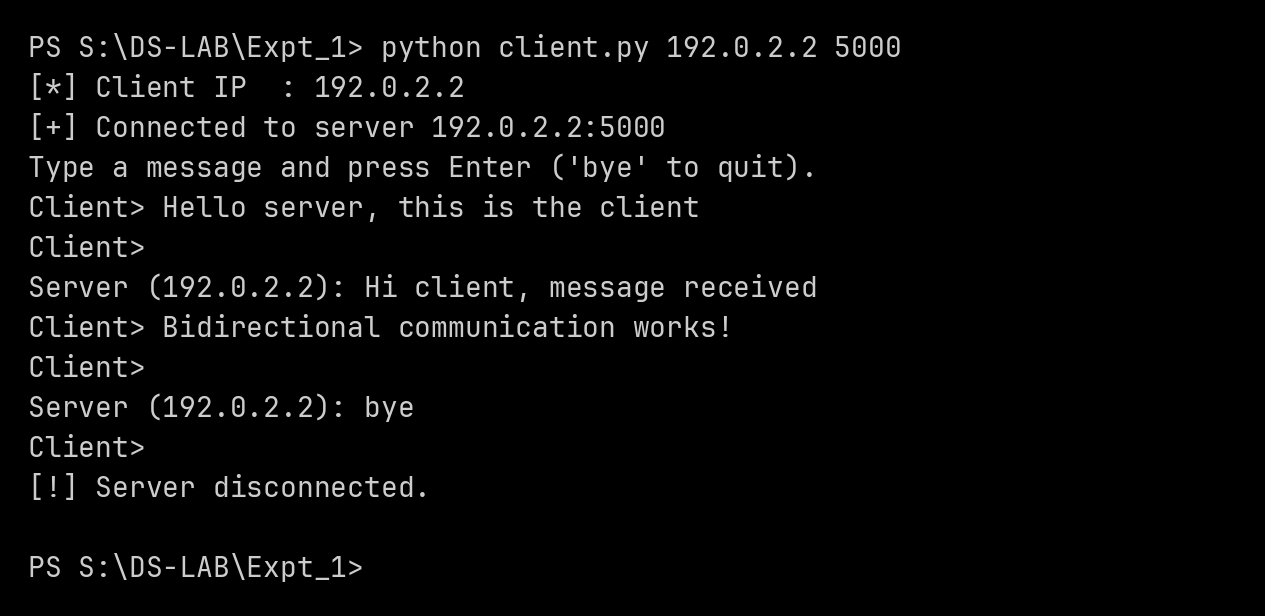 PS S:\DS-LAB\Expt_1> python client.py 192.0.2.2 5000
[*] Client IP  : 192.0.2.2
[+] Connected to server 192.0.2.2:5000
Type a message and press Enter ('bye' to quit).
Client> Hello server, this is the client
Client>
Server (192.0.2.2): Hi client, message received
Client> Bidirectional communication works!
Client>
Server (192.0.2.2): bye
Client>
[!] Server disconnected.

PS S:\DS-LAB\Expt_1>